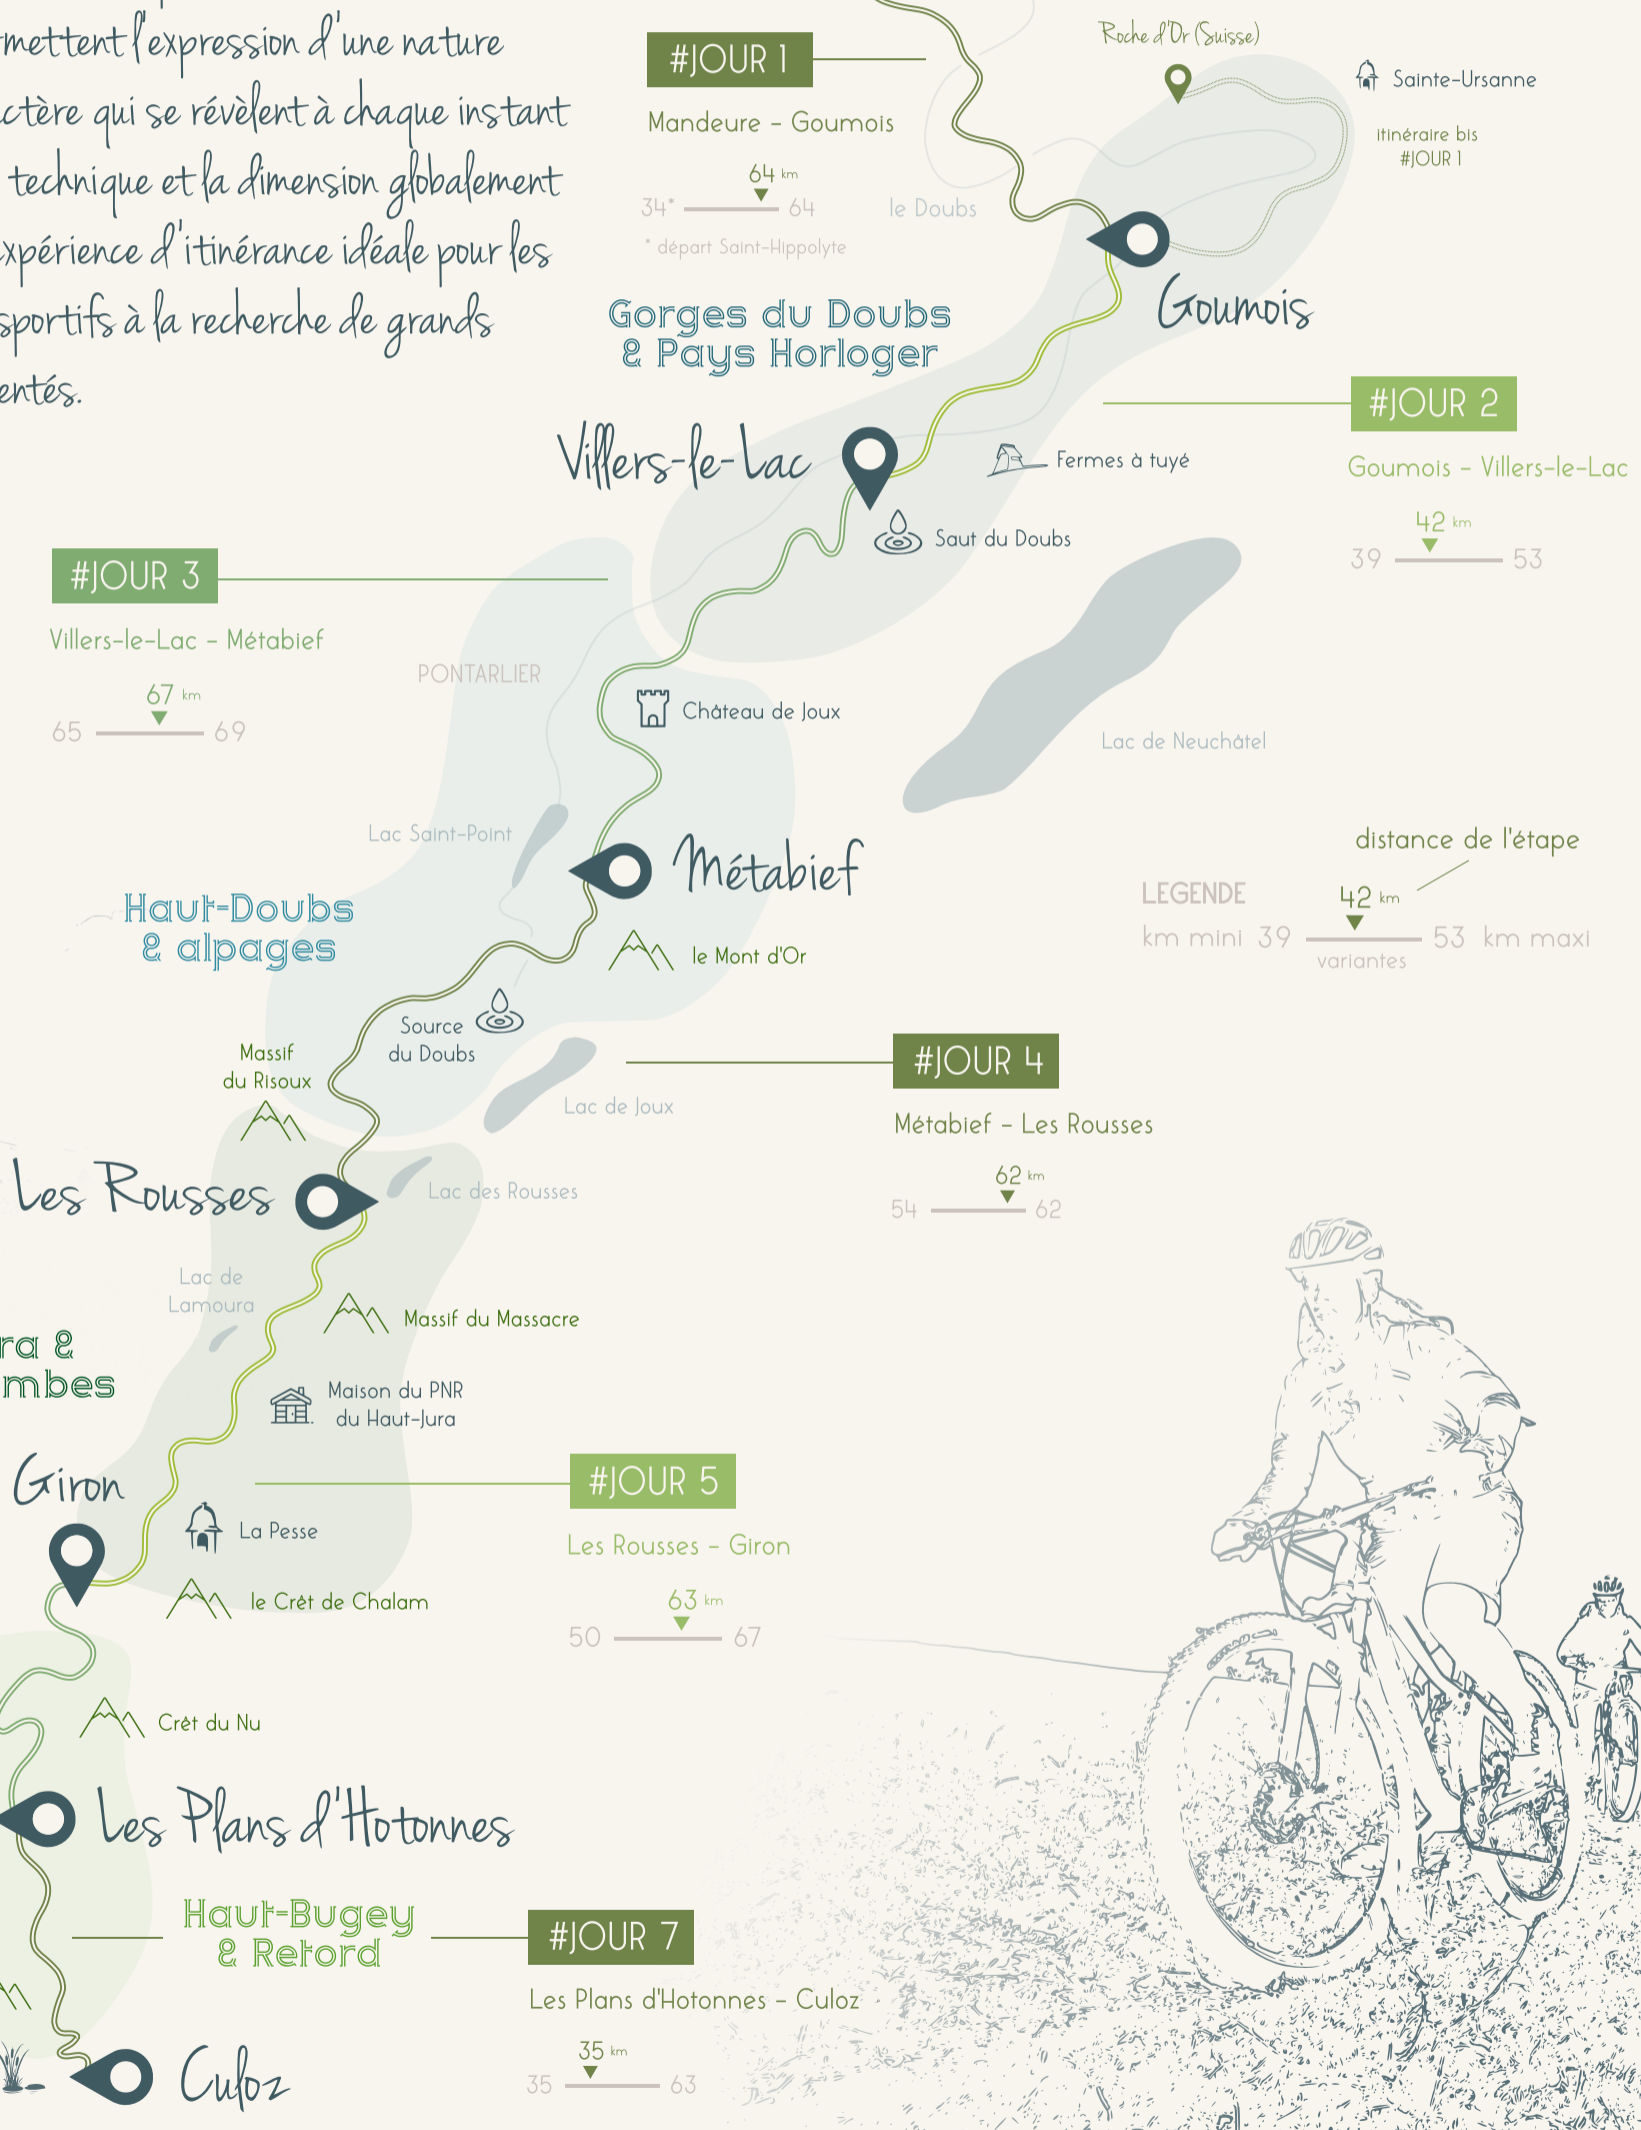 mettent l'expression d'une nature
ctère qui se révèlent à chaque instant
technique et la dimension globalement
xpérience d'itinérance idéale pour les
sportifs à la recherche de grands
entés.
#JOUR 1
Mandeure - Goumois
64 km
34* 64
* départ Saint-Hippolyte
le Doubs
Roche d'Or (Suisse)
Sainte-Ursanne
itinéraire bis
#JOUR 1
Goumois
Gorges du Doubs
& Pays Horloger
#JOUR 2
Goumois - Villers-le-Lac
42 km
39 53
Villers-le-Lac
Fermes à tuyé
Saut du Doubs
#JOUR 3
Villers-le-Lac - Métabief
67 km
65 69
PONTARLIER
Château de Joux
Lac de Neuchâtel
Lac Saint-Point
Métabief
distance de l'étape
LEGENDE
42 km
km mini 39 53 km maxi
variantes
Haut-Doubs
& alpages
le Mont d'Or
Source
du Doubs
Massif
du Risoux
#JOUR 4
Métabief - Les Rousses
62 km
54 62
Lac de Joux
Les Rousses
Lac des Rousses
Lac de
Lamoura
Massif du Massacre
ra &
mbes
Maison du PNR
du Haut-Jura
Giron
#JOUR 5
Les Rousses - Giron
63 km
50 67
La Pesse
le Crêt de Chalam
Crêt du Nu
Les Plans d'Hotonnes
Haut-Bugey
& Retord
#JOUR 7
Les Plans d'Hotonnes - Culoz
35 km
35 63
Culoz